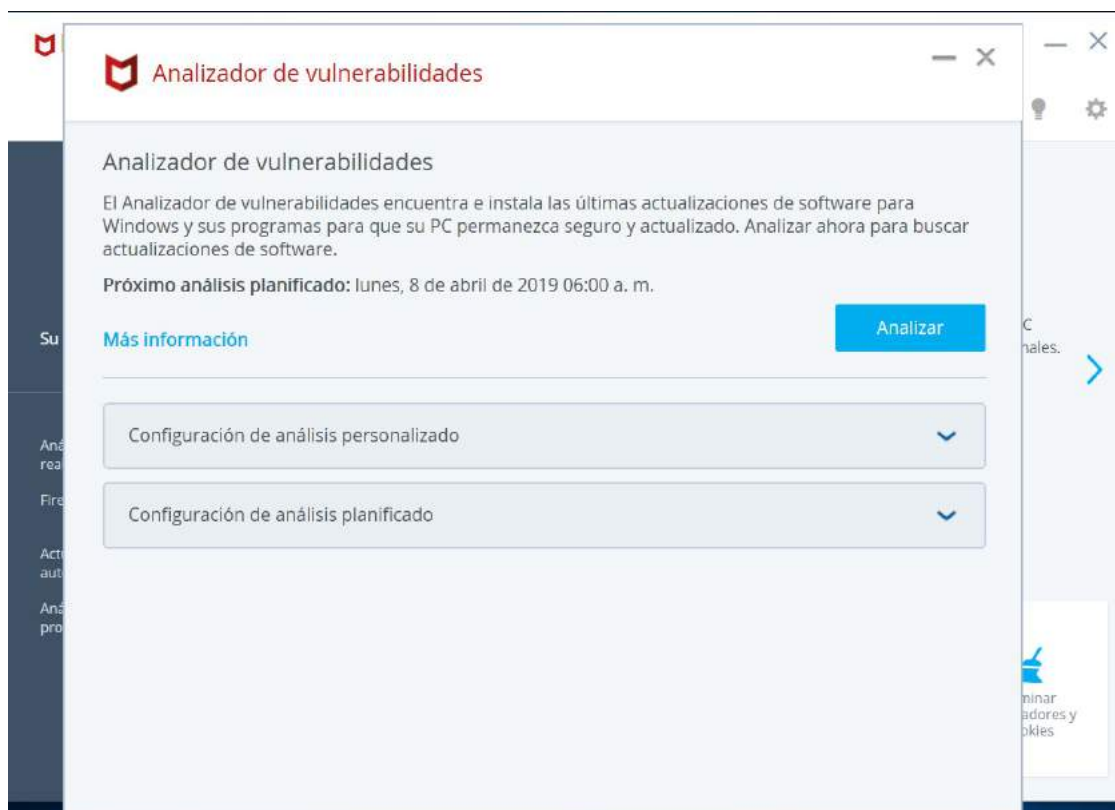 Analizador de vulnerabilidades
Analizador de vulnerabilidades
El Analizador de vulnerabilidades encuentra e instala las últimas actualizaciones de software para
Windows y sus programas para que su PC permanezca seguro y actualizado. Analizar ahora para buscar
actualizaciones de software.
Próximo análisis planificado: lunes, 8 de abril de 2019 06:00 a. m.
Más información
Analizar
Configuración de análisis personalizado
Configuración de análisis planificado
Su